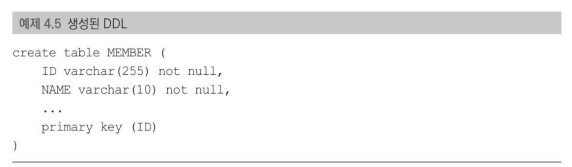 예제 4.5 생성된 DDL
create table MEMBER (
    ID varchar(255) not null,
    NAME varchar(10) not null,
    ...
    primary key (ID)
)